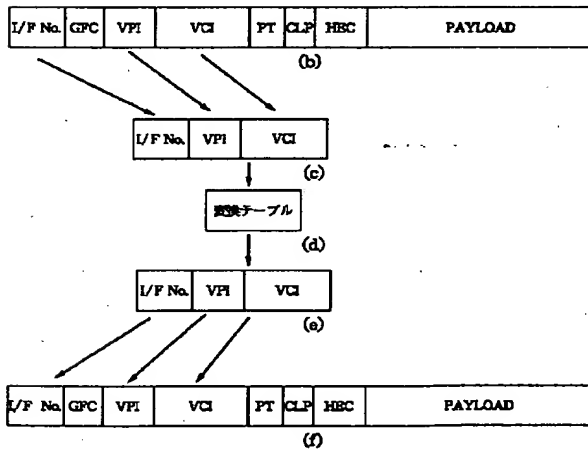 I/F No. GFC VPI VCI PT CLP HEC PAYLOAD
(b)
I/F No. VPI VCI
(c)
変換テーブル
(d)
I/F No. VPI VCI
(e)
I/F No. GFC VPI VCI PT CLP HEC PAYLOAD
(f)